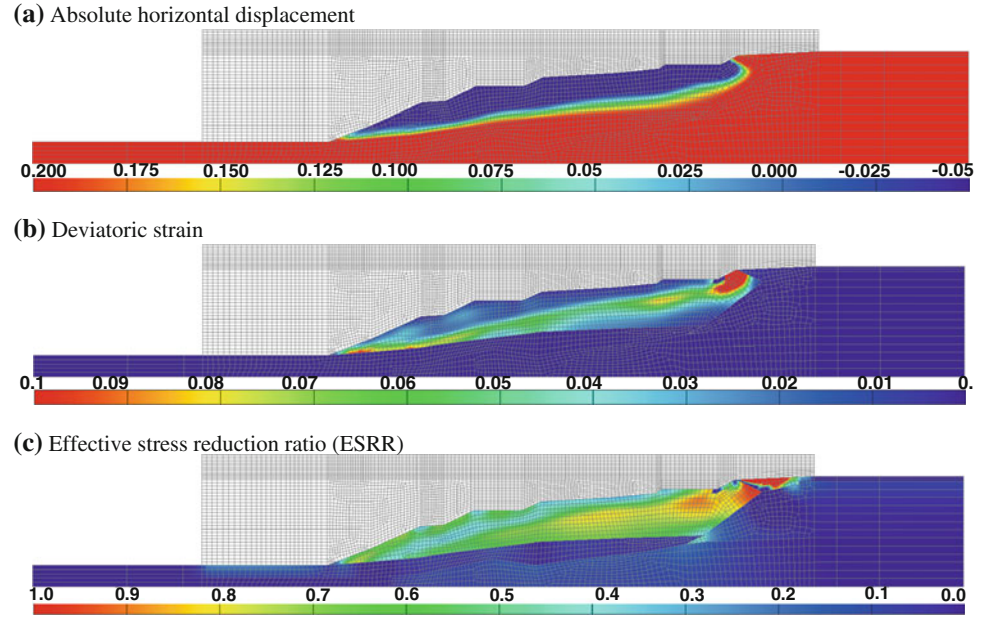 (a) Absolute horizontal displacement
0.200 0.175 0.150 0.125 0.100 0.075 0.05 0.025 0.000 -0.025 -0.05
(b) Deviatoric strain
0.1 0.09 0.08 0.07 0.06 0.05 0.04 0.03 0.02 0.01 0.
(c) Effective stress reduction ratio (ESRR)
1.0 0.9 0.8 0.7 0.6 0.5 0.4 0.3 0.2 0.1 0.0